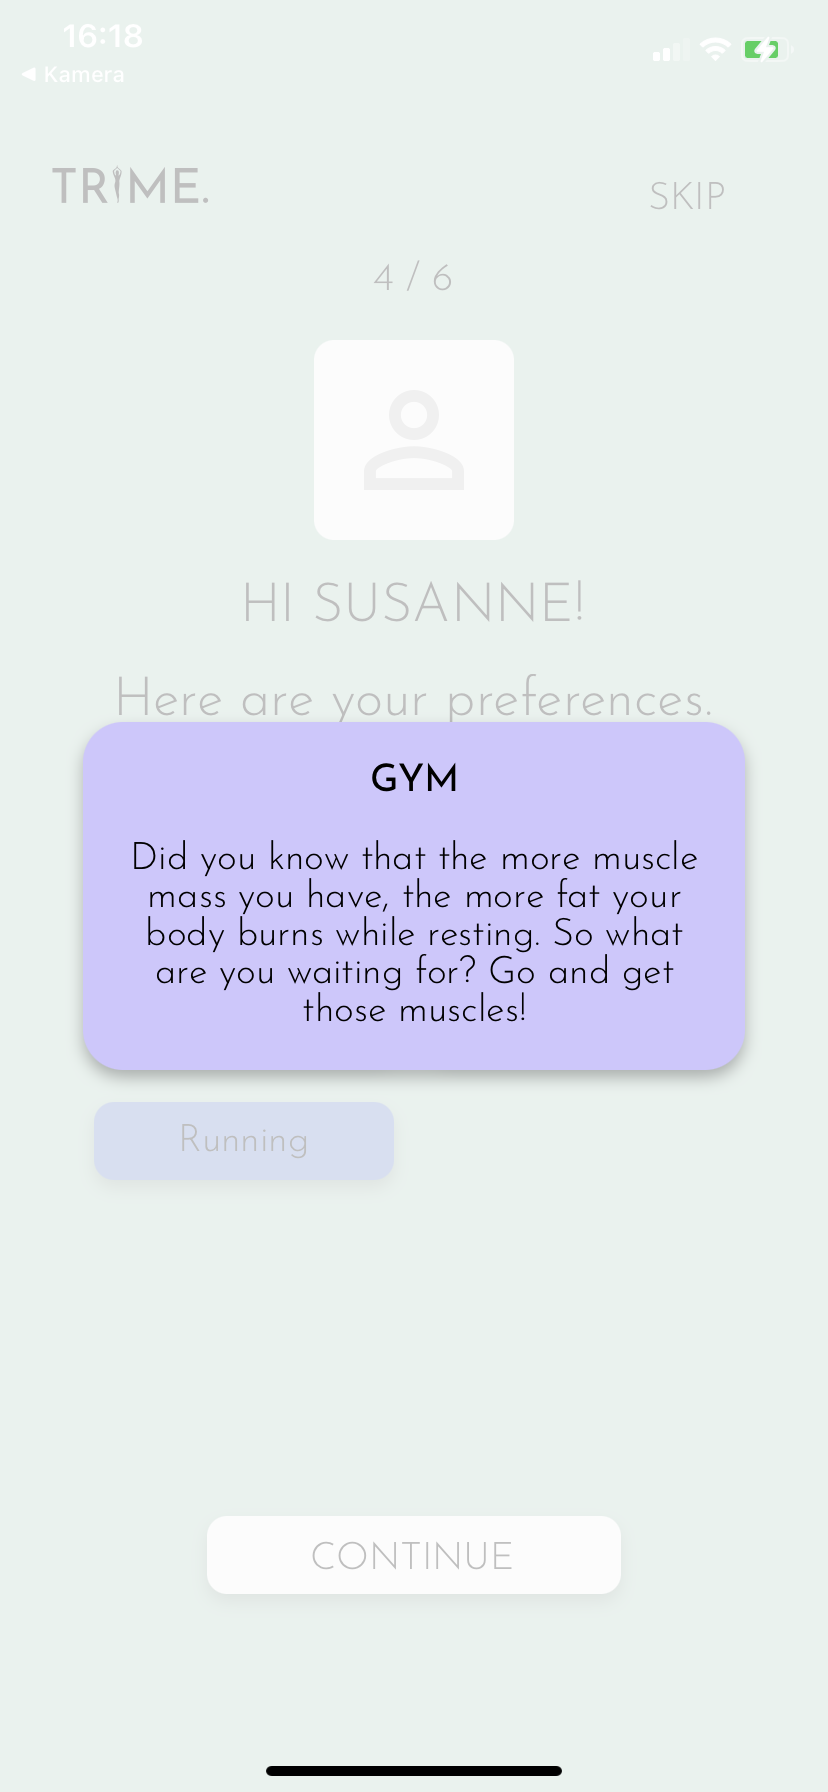 16:18
◀ Kamera
TRIME.
SKIP
4 / 6
HI SUSANNE!
Here are your preferences.
GYM
Did you know that the more muscle
mass you have, the more fat your
body burns while resting. So what
are you waiting for? Go and get
those muscles!
Running
CONTINUE